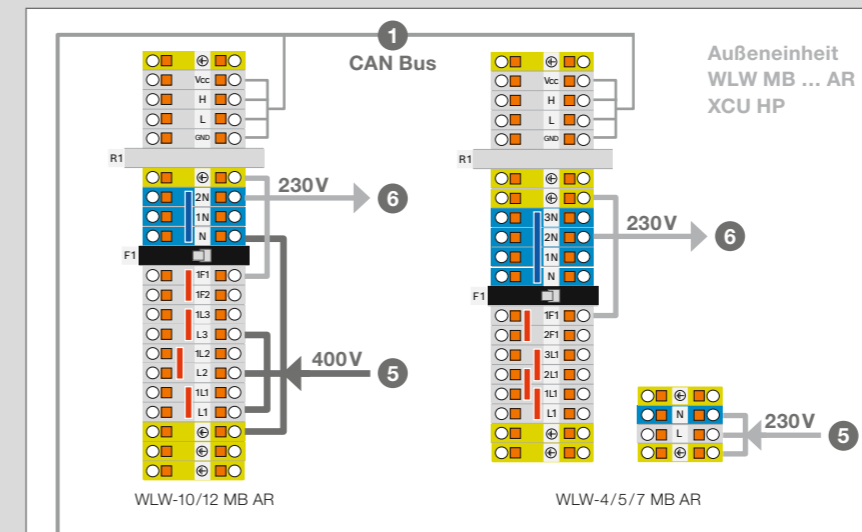 1
CAN Bus
Außeneinheit
WLW MB ... AR
XCU HP
Vcc
H
L
GND
R1
2N
1N
N
F1
1F1
1F2
1L3
L3
1L2
L2
1L1
L1
230V
6
400V
5
WLW-10/12 MB AR
Vcc
H
L
GND
R1
3N
2N
1N
N
F1
1F1
2F1
3L1
2L1
1L1
L1
230V
6
N
L
230V
5
WLW-4/5/7 MB AR